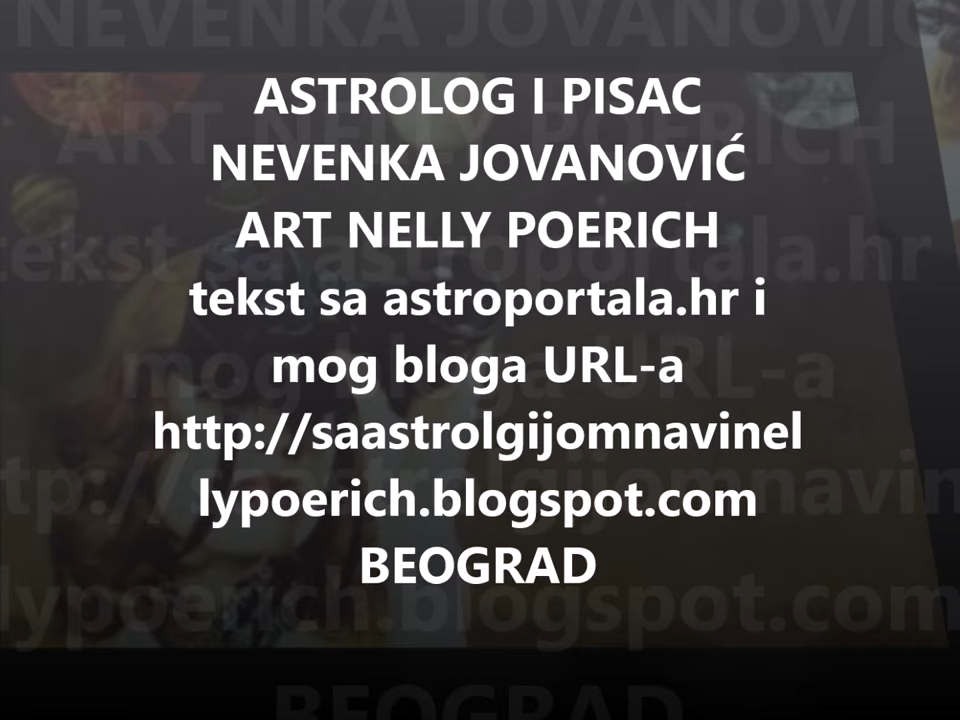 ASTROLOG I PISAC
NEVENKA JOVANOVIĆ
ART NELLY POERICH
tekst sa astroportala.hr i
mog bloga URL-a
http://saastrolgijomnavinel
lypoerich.blogspot.com
BEOGRAD